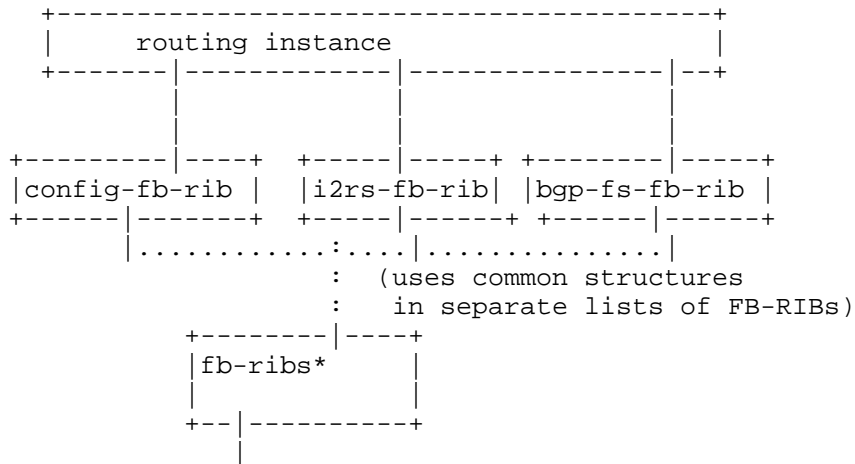 routing instance
config-fb-rib i2rs-fb-rib bgp-fs-fb-rib
(uses common structures
in separate lists of FB-RIBs)
fb-ribs*